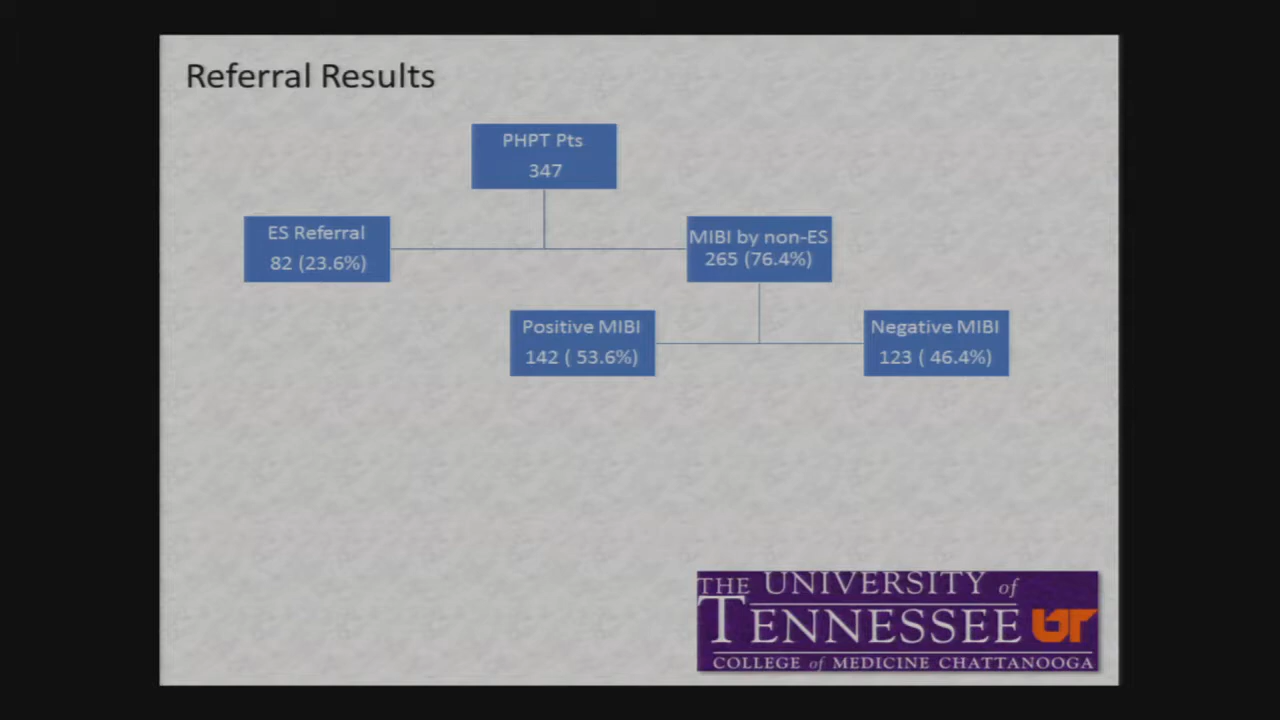 Referral Results
PHPT Pts
347
ES Referral
82 (23.6%)
MIBI by non-ES
265 (76.4%)
Positive MIBI
142 ( 53.6%)
Negative MIBI
123 ( 46.4%)
THE UNIVERSITY of
TENNESSEE UT
COLLEGE of MEDICINE CHATTANOOGA